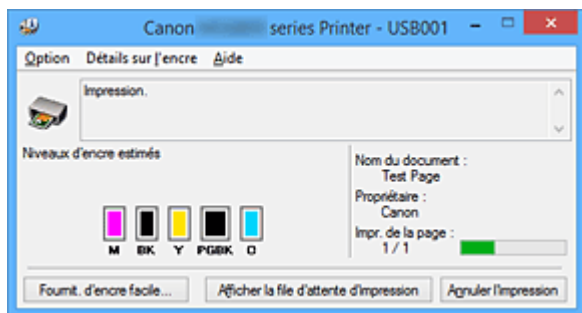 Canon series Printer - USB001
Option Détails sur l'encre Aide
Impression.
Niveaux d'encre estimés
Nom du document :
Test Page
Propriétaire :
Canon
Impr. de la page :
1 / 1
M BK Y PGBK C
Fournit. d'encre facile... Afficher la file d'attente d'impression Annuler l'impression